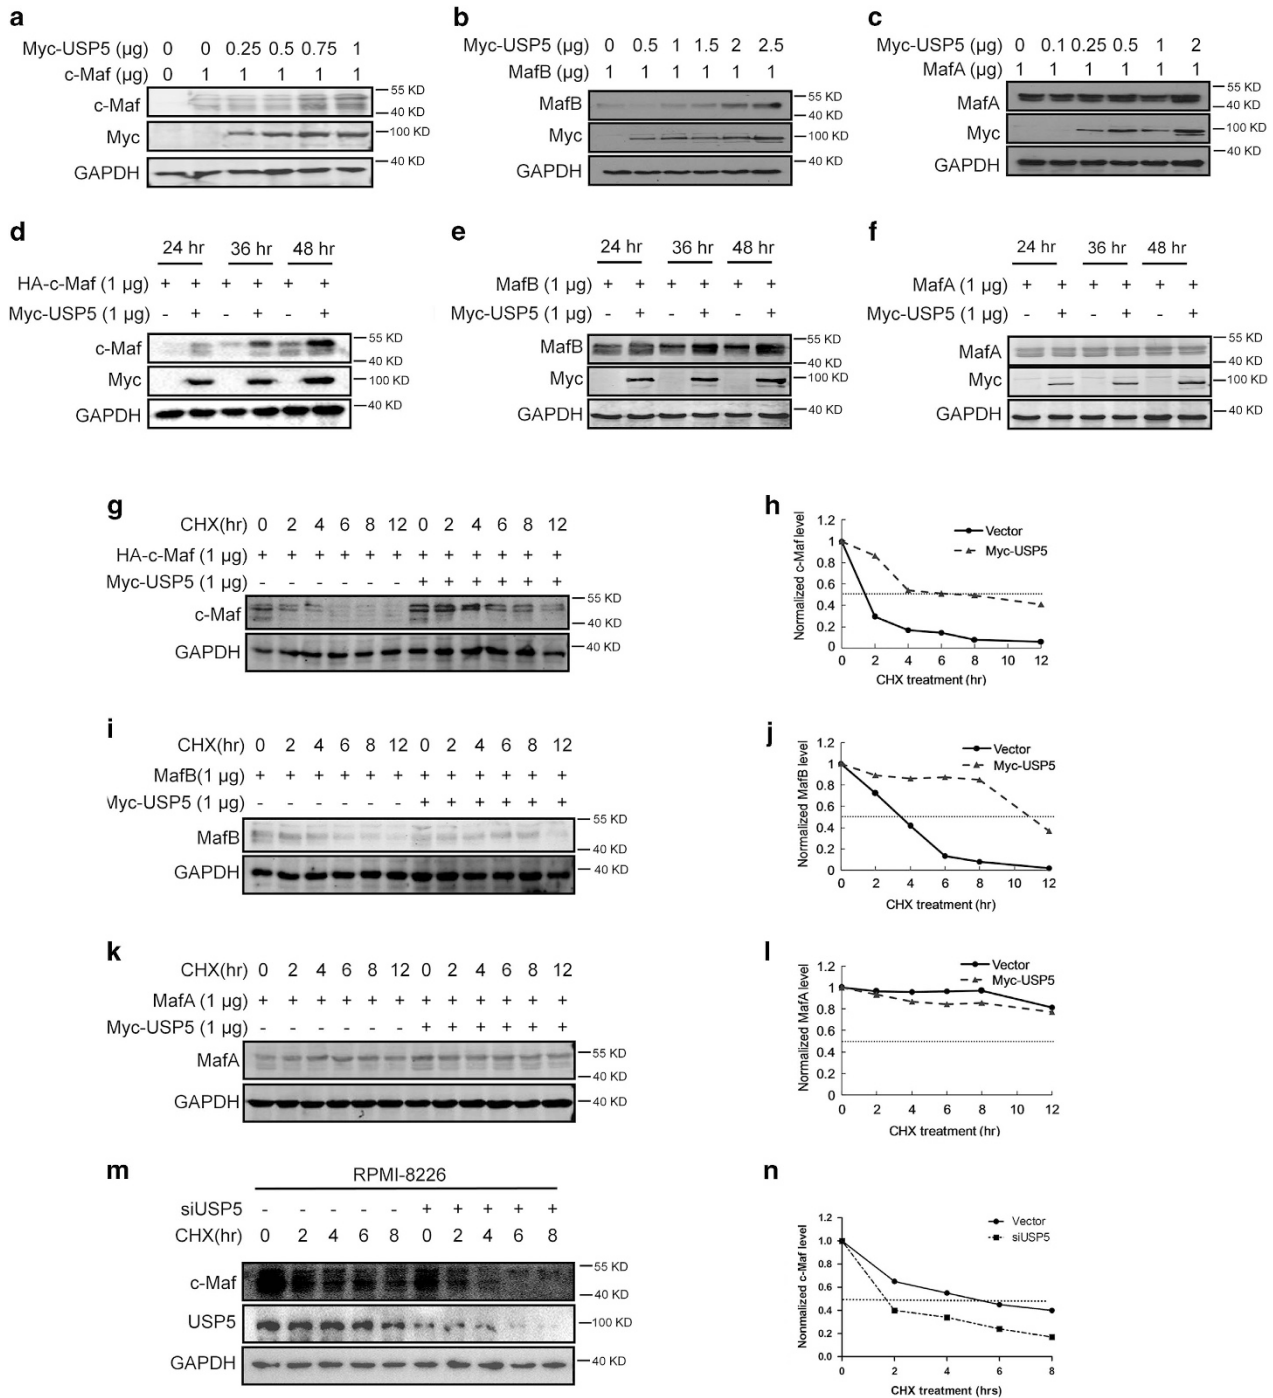 a
Myc-USP5 (µg) 0 0 0.25 0.5 0.75 1
c-Maf (µg) 0 1 1 1 1 1
c-Maf
55 KD
40 KD
Myc
100 KD
GAPDH
40 KD
b
Myc-USP5 (µg) 0 0.5 1 1.5 2 2.5
MafB (µg) 1 1 1 1 1 1
MafB
55 KD
40 KD
Myc
100 KD
GAPDH
40 KD
c
Myc-USP5 (µg) 0 0.1 0.25 0.5 1 2
MafA (µg) 1 1 1 1 1 1
MafA
55 KD
40 KD
Myc
100 KD
GAPDH
40 KD
d
24 hr 36 hr 48 hr
HA-c-Maf (1 µg) + + + + + +
Myc-USP5 (1 µg) - + - + - +
c-Maf
55 KD
40 KD
Myc
100 KD
GAPDH
40 KD
e
24 hr 36 hr 48 hr
MafB (1 µg) + + + + + +
Myc-USP5 (1 µg) - + - + - +
MafB
55 KD
40 KD
Myc
100 KD
GAPDH
40 KD
f
24 hr 36 hr 48 hr
MafA (1 µg) + + + + + +
Myc-USP5 (1 µg) - + - + - +
MafA
55 KD
40 KD
Myc
100 KD
GAPDH
40 KD
g
CHX(hr) 0 2 4 6 8 12 0 2 4 6 8 12
HA-c-Maf (1 µg) + + + + + + + + + + + +
Myc-USP5 (1 µg) - - - - - - + + + + + +
c-Maf
55 KD
40 KD
GAPDH
40 KD
h
Normalized c-Maf level
1.2
1
0.8
0.6
0.4
0.2
0
Vector
Myc-USP5
0 2 4 6 8 10 12
CHX treatment (hr)
i
CHX(hr) 0 2 4 6 8 12 0 2 4 6 8 12
MafB(1 µg) + + + + + + + + + + + +
Myc-USP5 (1 µg) - - - - - - + + + + + +
MafB
55 KD
40 KD
GAPDH
40 KD
j
Normalized MafB level
1.2
1
0.8
0.6
0.4
0.2
0
Vector
Myc-USP5
0 2 4 6 8 10 12
CHX treatment (hr)
k
CHX(hr) 0 2 4 6 8 12 0 2 4 6 8 12
MafA (1 µg) + + + + + + + + + + + +
Myc-USP5 (1 µg) - - - - - - + + + + + +
MafA
55 KD
40 KD
GAPDH
40 KD
l
Normalized MafA level
1.2
1
0.8
0.6
0.4
0.2
0
Vector
Myc-USP5
0 2 4 6 8 10 12
CHX treatment (hr)
m
RPMI-8226
siUSP5 - - - - - + + + + +
CHX(hr) 0 2 4 6 8 0 2 4 6 8
c-Maf
55 KD
40 KD
USP5
100 KD
GAPDH
40 KD
n
Nonmalized c-Maf level
1.2
1.0
0.8
0.6
0.4
0.2
0.0
Vector
siUSP5
0 2 4 6 8
CHX treatment (hrs)